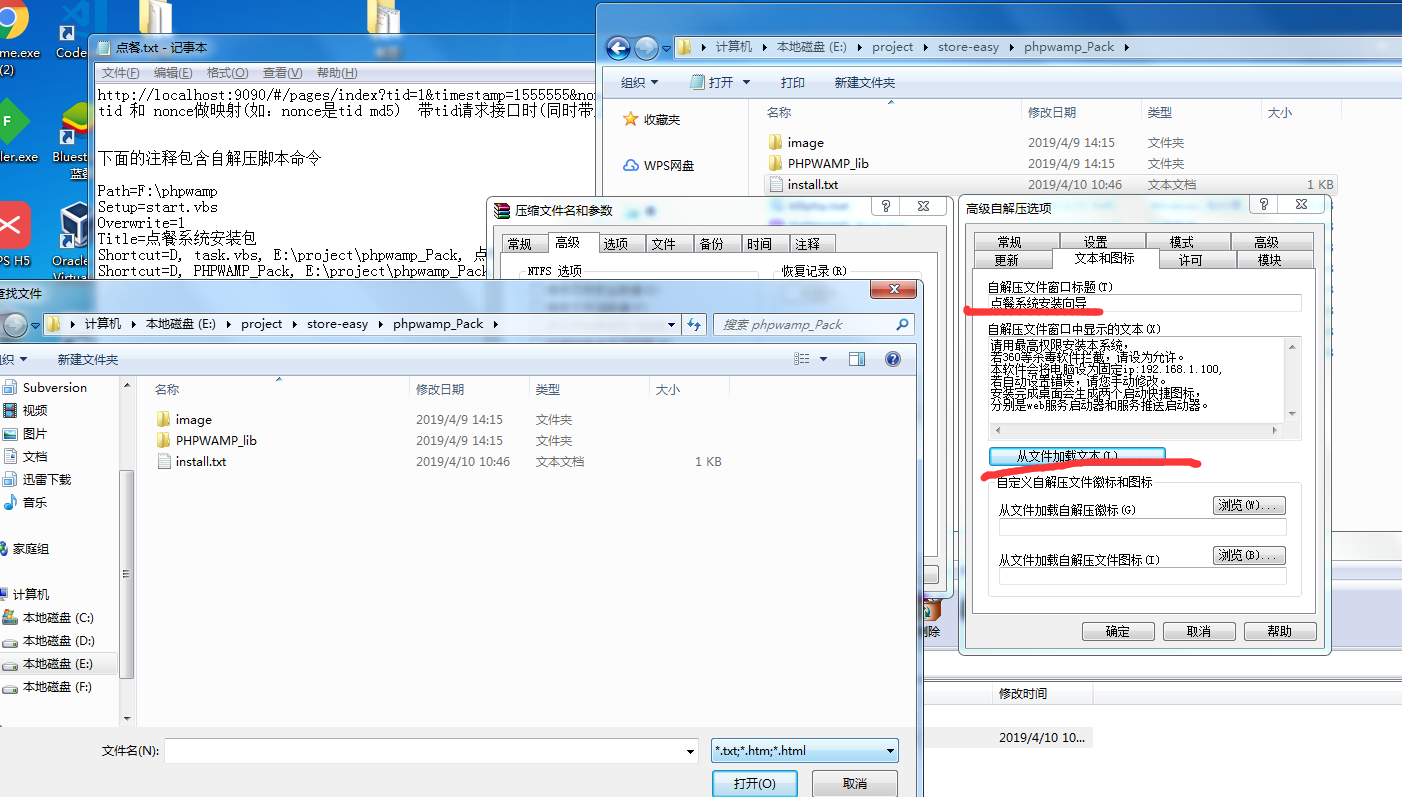 me.exe
(2)
Code
ler.exe
Bluest
PS H5
Oracle
点餐.txt - 记事本
文件(F) 编辑(E) 格式(O) 查看(V) 帮助(H)
http://localhost:9090/#/pages/index?tid=1&timestamp=1555555&no
tid 和 nonce做映射(如：nonce是tid md5) 带tid请求接口时(同时带
下面的注释包含自解压脚本命令
Path=F:\phpwamp
Setup=start.vbs
Overwrite=1
Title=点餐系统安装包
Shortcut=D, task.vbs, E:\project\phpwamp_Pack, 点
Shortcut=D, PHPWAMP_Pack, E:\project\phpwamp_Pack
计算机 本地磁盘 (E:) project store-easy phpwamp_Pack
组织 打开 打印 新建文件夹
收藏夹
WPS网盘
名称 修改日期 类型 大小
image 2019/4/9 14:15 文件夹
PHPWAMP_lib 2019/4/9 14:15 文件夹
install.txt 2019/4/10 10:46 文本文档 1 KB
压缩文件名和参数
常规 高级 选项 文件 备份 时间 注释
NTFS 选项 恢复记录(R)
高级自解压选项
常规 设置 模式 高级
更新 文本和图标 许可 模块
自解压文件窗口标题(T)
点餐系统安装向导
自解压文件窗口中显示的文本(X)
请用最高权限安装本系统，
若360等杀毒软件拦截，请设为允许。
本软件会将电脑设为固定ip:192.168.1.100,
若自动设置错误，请您手动修改。
安装完成桌面会生成两个启动快捷图标，
分别是web服务启动器和服务推送启动器。
从文件加载文本(L)
自定义自解压文件徽标和图标
从文件加载自解压徽标(G)
浏览(W)...
从文件加载自解压文件图标(I)
浏览(B)...
确定 取消 帮助
查找文件
计算机 本地磁盘 (E:) project store-easy phpwamp_Pack
搜索 phpwamp_Pack
组织 新建文件夹
Subversion
视频
图片
文档
迅雷下载
音乐
家庭组
计算机
本地磁盘 (C:)
本地磁盘 (D:)
本地磁盘 (E:)
本地磁盘 (F:)
名称 修改日期 类型 大小
image 2019/4/9 14:15 文件夹
PHPWAMP_lib 2019/4/9 14:15 文件夹
install.txt 2019/4/10 10:46 文本文档 1 KB
文件名(N):
*.txt;*.htm;*.html
打开(O) 取消
删除
修改时间
2019/4/10 10...